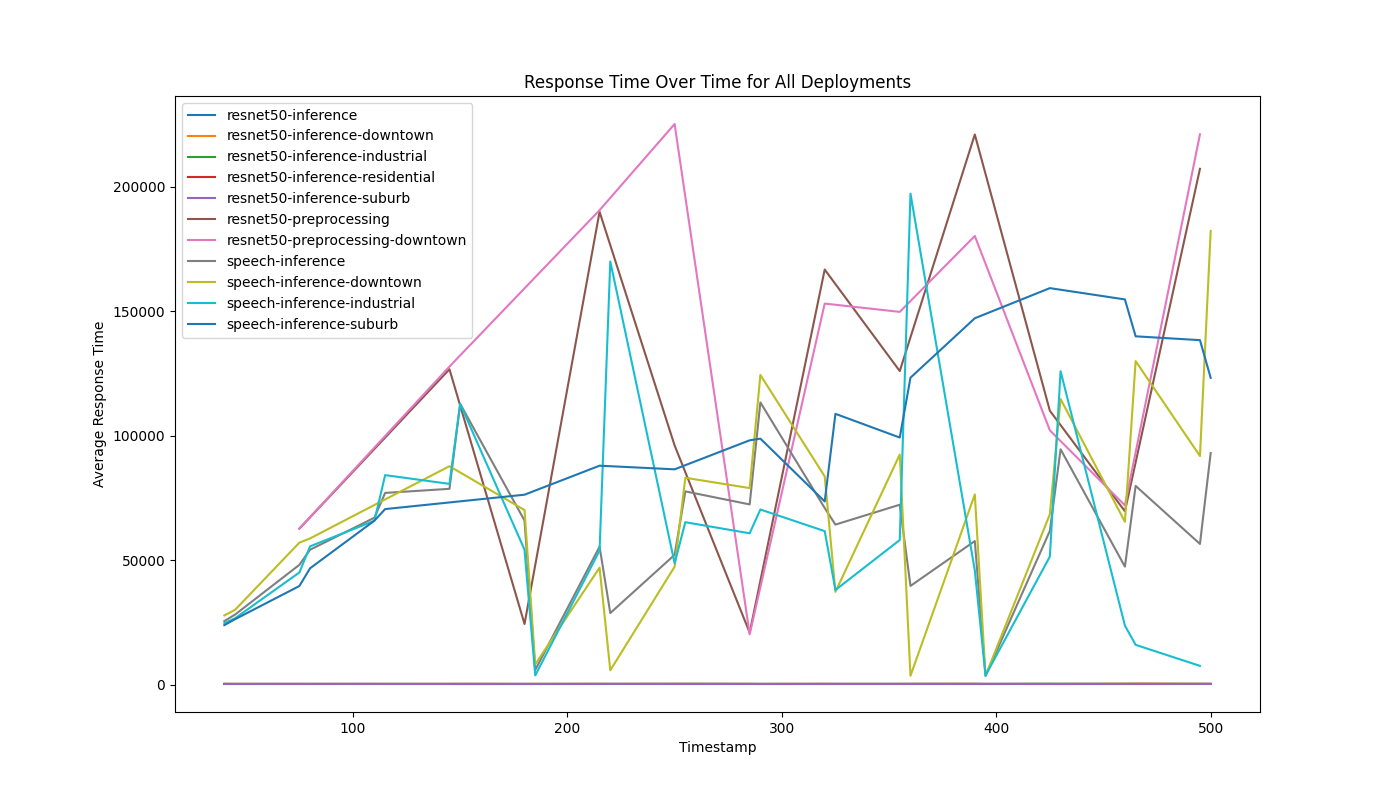 Response Time Over Time for All Deployments
resnet50-inference
resnet50-inference-downtown
resnet50-inference-industrial
resnet50-inference-residential
resnet50-inference-suburb
resnet50-preprocessing
resnet50-preprocessing-downtown
speech-inference
speech-inference-downtown
speech-inference-industrial
speech-inference-suburb
Average Response Time
200000
150000
100000
50000
0
100
200
300
400
500
Timestamp